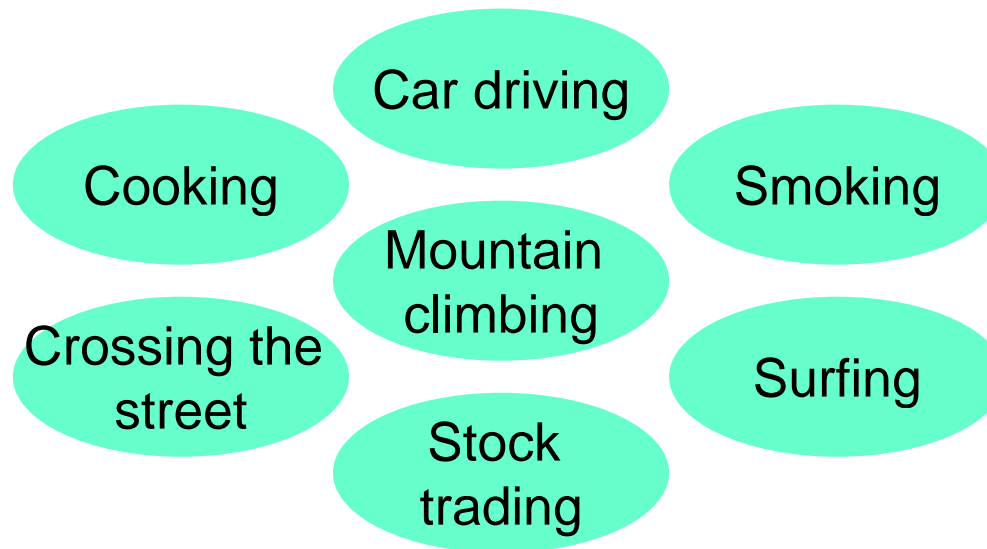 Car driving
Cooking
Smoking
Mountain
climbing
Crossing the
street
Surfing
Stock
trading